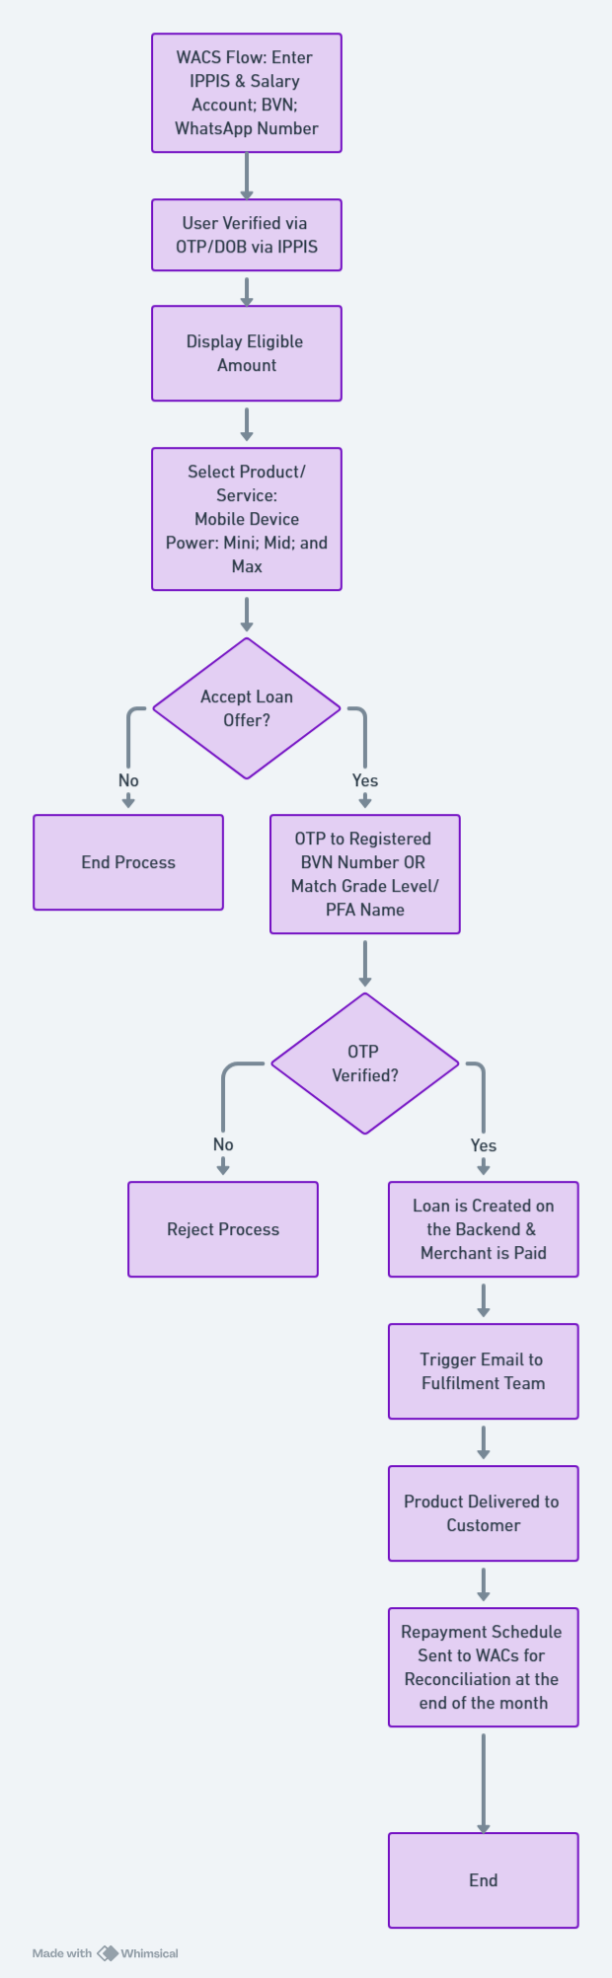 WACS Flow: Enter
IPPIS & Salary
Account; BVN;
WhatsApp Number
User Verified via
OTP/DOB via IPPIS
Display Eligible
Amount
Select Product/
Service:
Mobile Device
Power: Mini; Mid; and
Max
Accept Loan
Offer?
No
Yes
End Process
OTP to Registered
BVN Number OR
Match Grade Level/
PFA Name
OTP
Verified?
No
Yes
Reject Process
Loan is Created on
the Backend &
Merchant is Paid
Trigger Email to
Fulfilment Team
Product Delivered to
Customer
Repayment Schedule
Sent to WACs for
Reconciliation at the
end of the month
End
Made with Whimsical